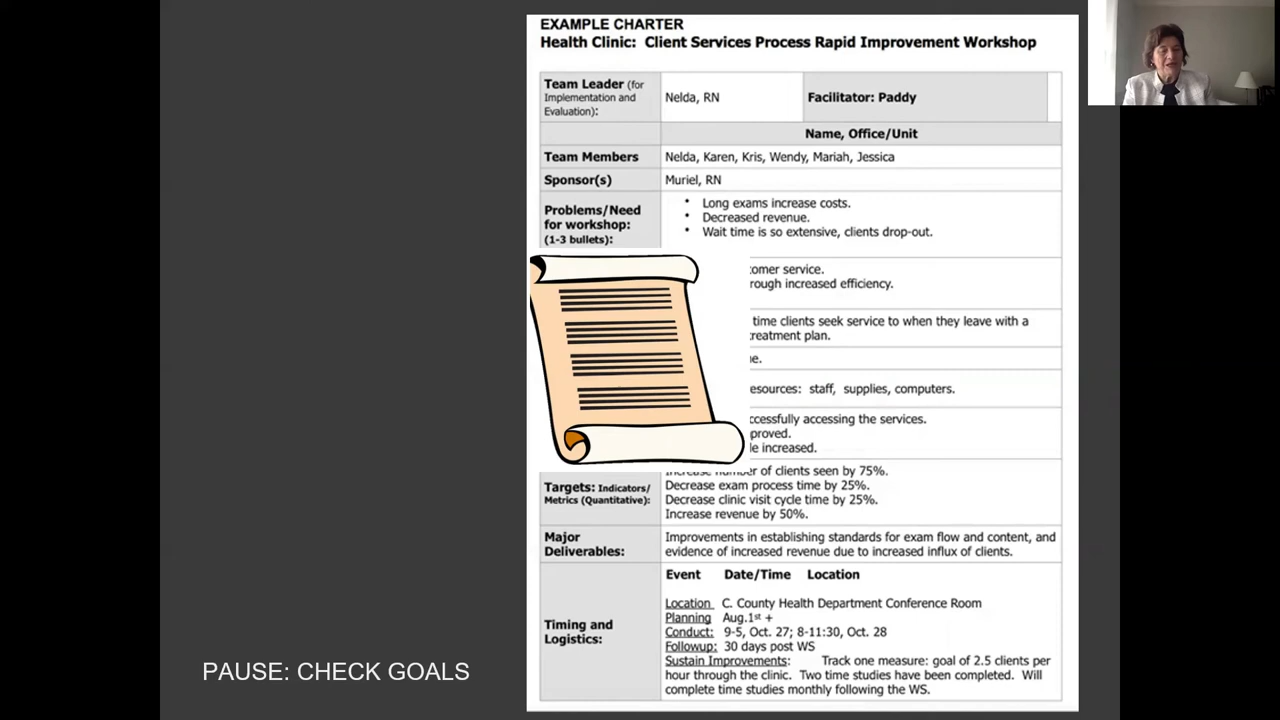 EXAMPLE CHARTER
Health Clinic: Client Services Process Rapid Improvement Workshop
Team Leader (for
Implementation and
Evaluation):
Nelda, RN
Facilitator: Paddy
Name, Office/Unit
Team Members
Nelda, Karen, Kris, Wendy, Mariah, Jessica
Sponsor(s)
Muriel, RN
Problems/Need
for workshop:
(1-3 bullets):
* Long exams increase costs.
* Decreased revenue.
* Wait time is so extensive, clients drop-out.
service.
increased efficiency.
time clients seek service to when they leave with a
treatment plan.
staff, supplies, computers.
accessing the services.
increased.
Targets: Indicators/
Metrics (Quantitative):
Increase number of clients seen by 75%.
Decrease exam process time by 25%.
Decrease clinic visit cycle time by 25%.
Increase revenue by 50%.
Major
Deliverables:
Improvements in establishing standards for exam flow and content, and
evidence of increased revenue due to increased influx of clients.
Timing and
Logistics:
Event Date/Time Location
Location C. County Health Department Conference Room
Planning Aug.1st +
Conduct: 9-5, Oct. 27; 8-11:30, Oct. 28
Followup: 30 days post WS
Sustain Improvements: Track one measure: goal of 2.5 clients per
hour through the clinic. Two time studies have been completed. Will
complete time studies monthly following the WS.
PAUSE: CHECK GOALS